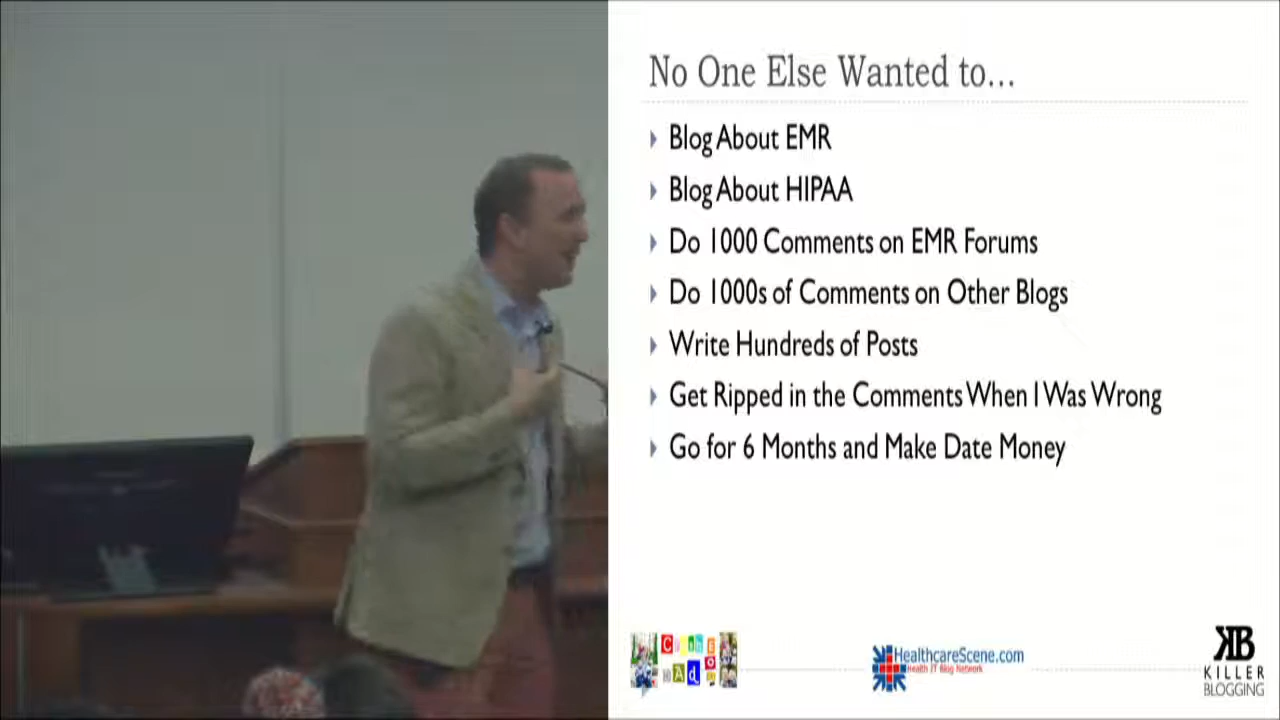 No One Else Wanted to...
Blog About EMR
Blog About HIPAA
Do 1000 Comments on EMR Forums
Do 1000s of Comments on Other Blogs
Write Hundreds of Posts
Get Ripped in the Comments When I Was Wrong
Go for 6 Months and Make Date Money
HealthcareScene.com
Health IT Blog Network
KB
KILLER
BLOGGING